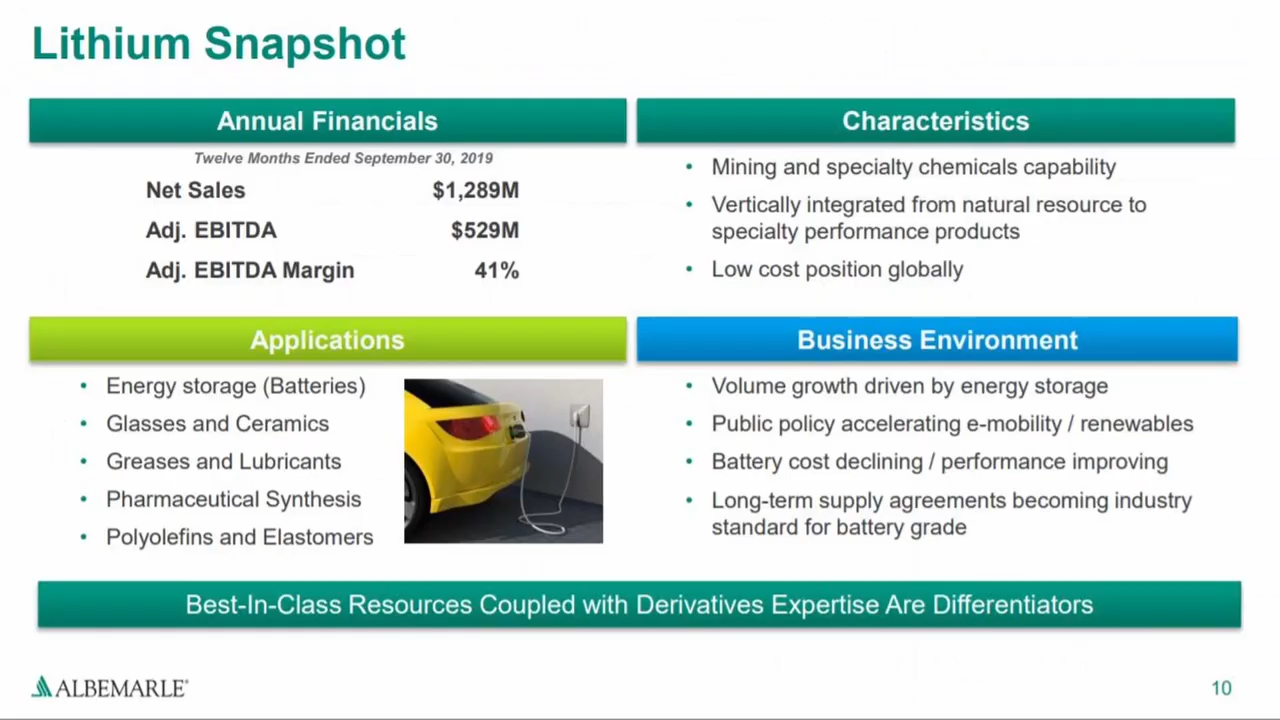 Lithium Snapshot
Annual Financials
Twelve Months Ended September 30, 2019
Net Sales $1,289M
Adj. EBITDA $529M
Adj. EBITDA Margin 41%
Characteristics
• Mining and specialty chemicals capability
• Vertically integrated from natural resource to
specialty performance products
• Low cost position globally
Applications
• Energy storage (Batteries)
• Glasses and Ceramics
• Greases and Lubricants
• Pharmaceutical Synthesis
• Polyolefins and Elastomers
Business Environment
• Volume growth driven by energy storage
• Public policy accelerating e-mobility / renewables
• Battery cost declining / performance improving
• Long-term supply agreements becoming industry
standard for battery grade
Best-In-Class Resources Coupled with Derivatives Expertise Are Differentiators
ALBEMARLE®
10